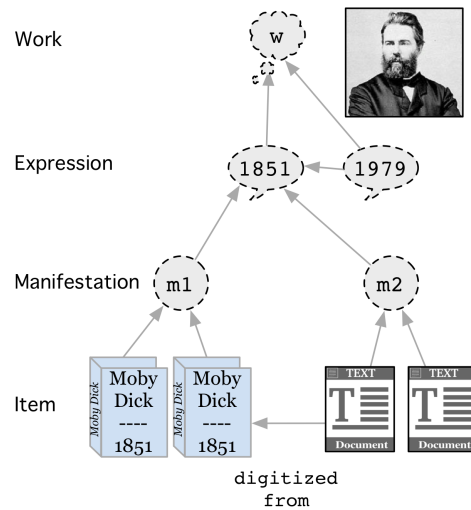 Work
w
Expression
1851
1979
Manifestation
m1
m2
Item
Moby Dick
Moby
Dick
----
1851
Moby Dick
Moby
Dick
----
1851
TEXT
T
Document
TEXT
T
Document
digitized
from